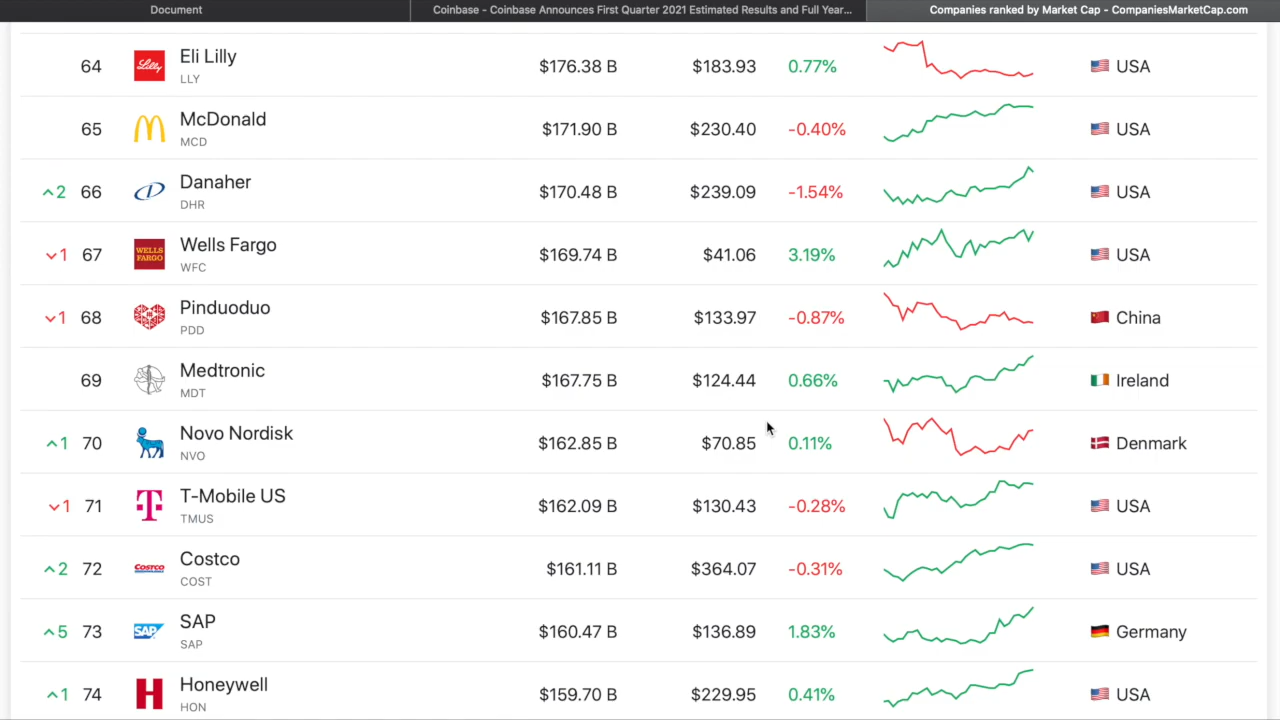 Document Coinbase - Coinbase Announces First Quarter 2021 Estimated Results and Full Year... Companies ranked by Market Cap - CompaniesMarketCap.com
64 Lilly Eli Lilly $176.38 B $183.93 0.77% USA
LLY
65 McDonald $171.90 B $230.40 -0.40% USA
MCD
2 66 Danaher $170.48 B $239.09 -1.54% USA
DHR
1 67 WELLS FARGO Wells Fargo $169.74 B $41.06 3.19% USA
WFC
1 68 Pinduoduo $167.85 B $133.97 -0.87% China
PDD
69 Medtronic $167.75 B $124.44 0.66% Ireland
MDT
1 70 Novo Nordisk $162.85 B $70.85 0.11% Denmark
NVO
1 71 T T-Mobile US $162.09 B $130.43 -0.28% USA
TMUS
2 72 COSTCO Costco $161.11 B $364.07 -0.31% USA
COST
5 73 SAP SAP $160.47 B $136.89 1.83% Germany
SAP
1 74 H Honeywell $159.70 B $229.95 0.41% USA
HON